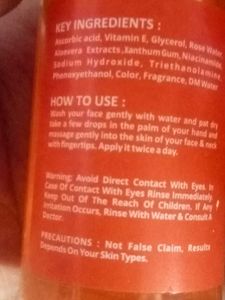 KEY INGREDIENTS :
Ascorbic acid, Vitamin E, Glycerol, Rose Water
Aloevera Extracts ,Xanthum Gum, Niacinamide,
Sodium Hydroxide, Triethanolamine
Phenoxyethanol, Color, Fragrance, DM Water
HOW TO USE :
Wash your face gently with water and pat dry
take a few drops in the palm of your hand and
massage gently into the skin of your face & neck
with fingertips. Apply it twice a day.
Warning: Avoid Direct Contact With Eyes. In
Case Of Contact With Eyes Rinse Immediately
Keep Out Of The Reach Of Children. If Any
Irritation Occurs, Rinse With Water & Consult A
Doctor.
PRECAUTIONS : Not False Claim, Results
Depends On Your Skin Types.